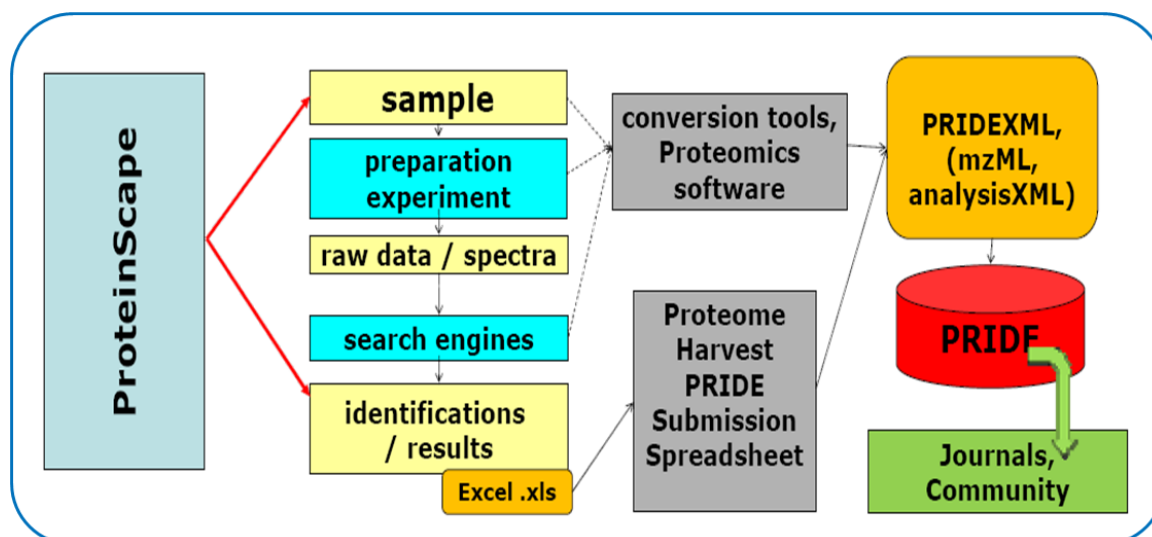 ProteinScape
sample
preparation
experiment
raw data / spectra
search engines
identifications
/ results
Excel .xls
conversion tools,
Proteomics
software
Proteome
Harvest
PRIDE
Submission
Spreadsheet
PRIDEXML,
(mzML,
analysisXML)
PRIDE
Journals,
Community